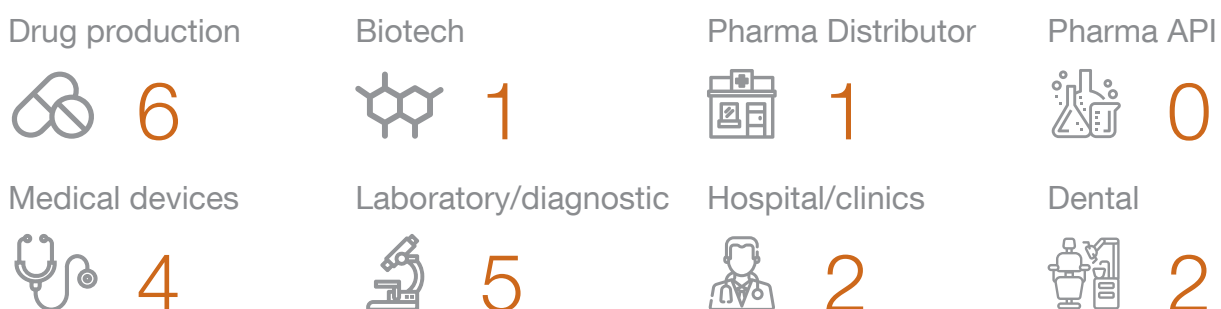 Drug production
Biotech
Pharma Distributor
Pharma API
6
1
1
0
Medical devices
Laboratory/diagnostic
Hospital/clinics
Dental
4
5
2
2